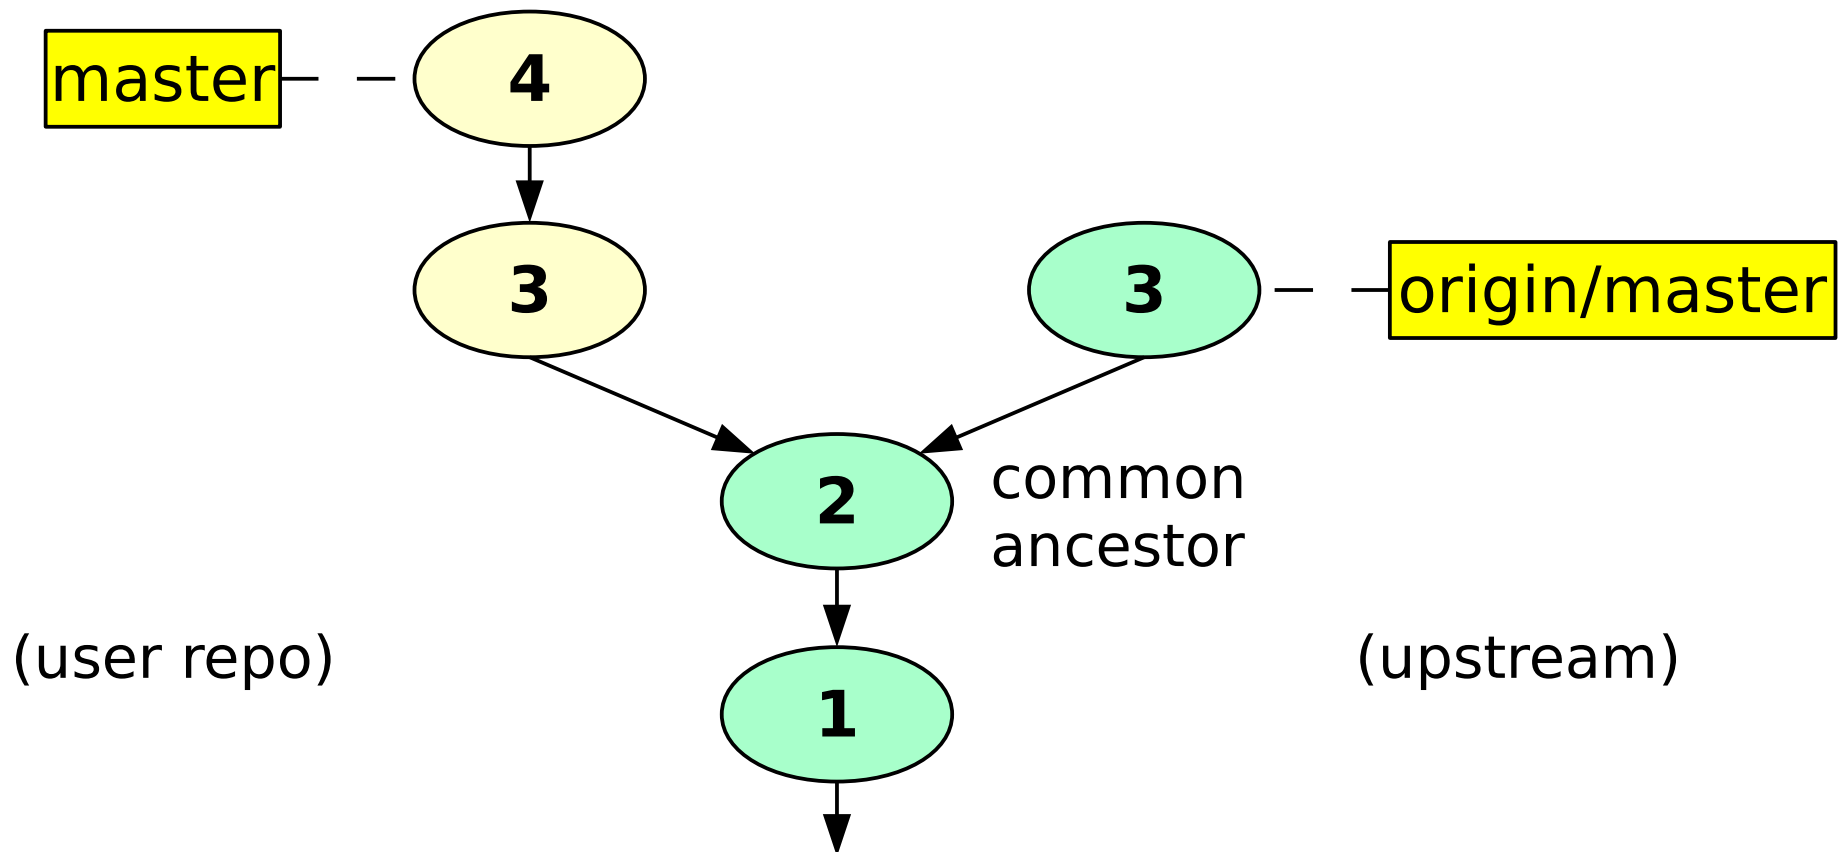 master
4
3
3
origin/master
2
common
ancestor
(user repo)
(upstream)
1